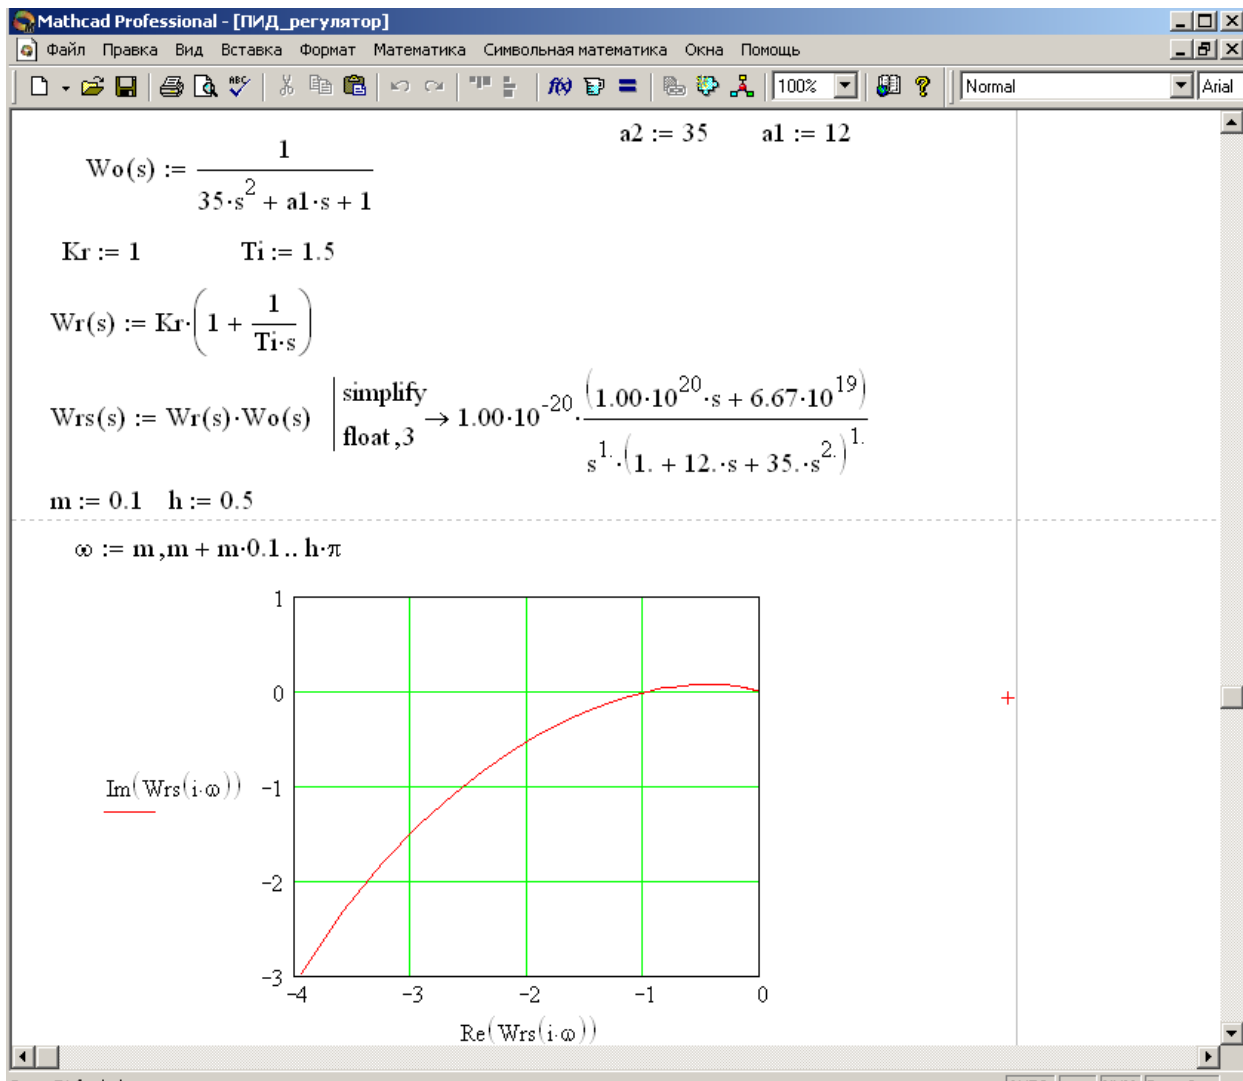 Mathcad Professional - [ПИД_регулятор]
Файл Правка Вид Вставка Формат Математика Символьная математика Окна Помощь
100% Normal Arial
a2 := 35 a1 := 12
Wo(s) := 1 / (35·s^2 + a1·s + 1)
Kr := 1 Ti := 1.5
Wr(s) := Kr·(1 + 1 / (Ti·s))
Wrs(s) := Wr(s)·Wo(s) | simplify float ,3 → 1.00·10^-20·(1.00·10^20·s + 6.67·10^19) / (s^1.·(1. + 12.·s + 35.·s^2.)^1.)
m := 0.1 h := 0.5
ω := m ,m + m·0.1 .. h·π
1
0
Im(Wrs(i·ω)) −1
−2
−3
−4 −3 −2 −1 0
Re(Wrs(i·ω))